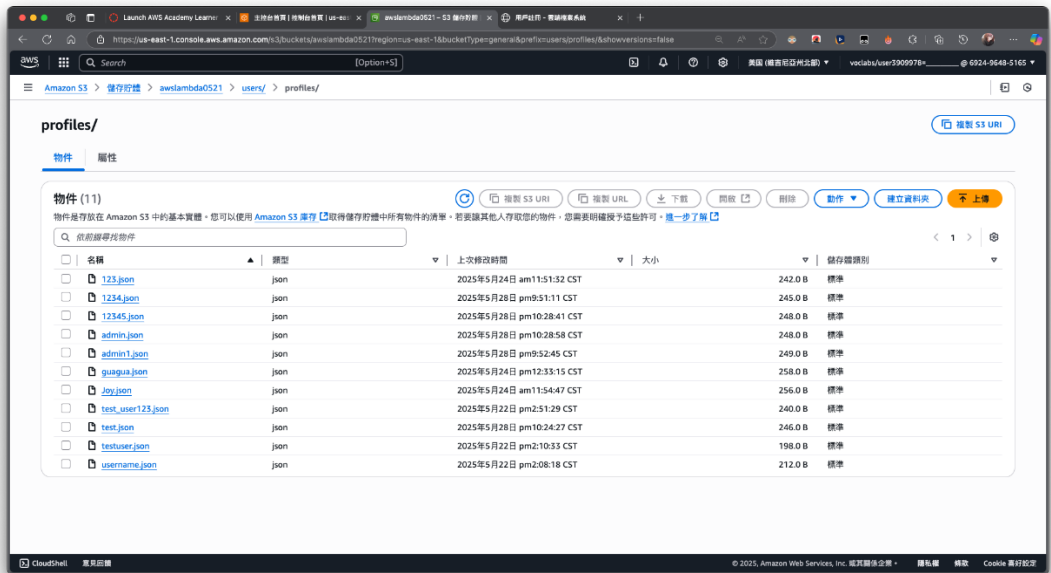 Launch AWS Academy Learner
主控台首頁 | 控制台首頁 | us-eas
awslambda0521 - S3 儲存貯體
用戶註冊 - 雲端檔案系統
https://us-east-1.console.aws.amazon.com/s3/buckets/awslambda0521?region=us-east-1&bucketType=general&prefix=users/profiles/&showversions=false
aws Search [Option+S] 美国 (維吉尼亞州北部) voclabs/user3909978=______@ 6924-9648-5165
Amazon S3 > 儲存貯體 > awslambda0521 > users/ > profiles/
profiles/ 複製 S3 URI
物件 屬性
物件 (11) 複製 S3 URI 複製 URL 下載 開啟 刪除 動作 建立資料夾 上傳
物件是存放在 Amazon S3 中的基本實體。您可以使用 Amazon S3 庫存 取得儲存貯體中所有物件的清單。若要讓其他人存取您的物件,您需要明確授予這些許可。進一步了解
依前綴尋找物件 1
名稱 類型 上次修改時間 大小 儲存體類別
123.json json 2025年5月24日 am11:51:32 CST 242.0 B 標準
1234.json json 2025年5月28日 pm9:51:11 CST 245.0 B 標準
12345.json json 2025年5月28日 pm10:28:41 CST 248.0 B 標準
admin.json json 2025年5月28日 pm10:28:58 CST 248.0 B 標準
admin1.json json 2025年5月28日 pm9:52:45 CST 249.0 B 標準
guagua.json json 2025年5月24日 pm12:33:15 CST 258.0 B 標準
Joy.json json 2025年5月24日 am11:54:47 CST 256.0 B 標準
test_user123.json json 2025年5月22日 pm2:51:29 CST 240.0 B 標準
test.json json 2025年5月28日 pm10:24:27 CST 246.0 B 標準
testuser.json json 2025年5月22日 pm2:10:33 CST 198.0 B 標準
username.json json 2025年5月22日 pm2:08:18 CST 212.0 B 標準
CloudShell 意見回饋 © 2025, Amazon Web Services, Inc. 或其關係企業。 隱私權 條款 Cookie 喜好設定